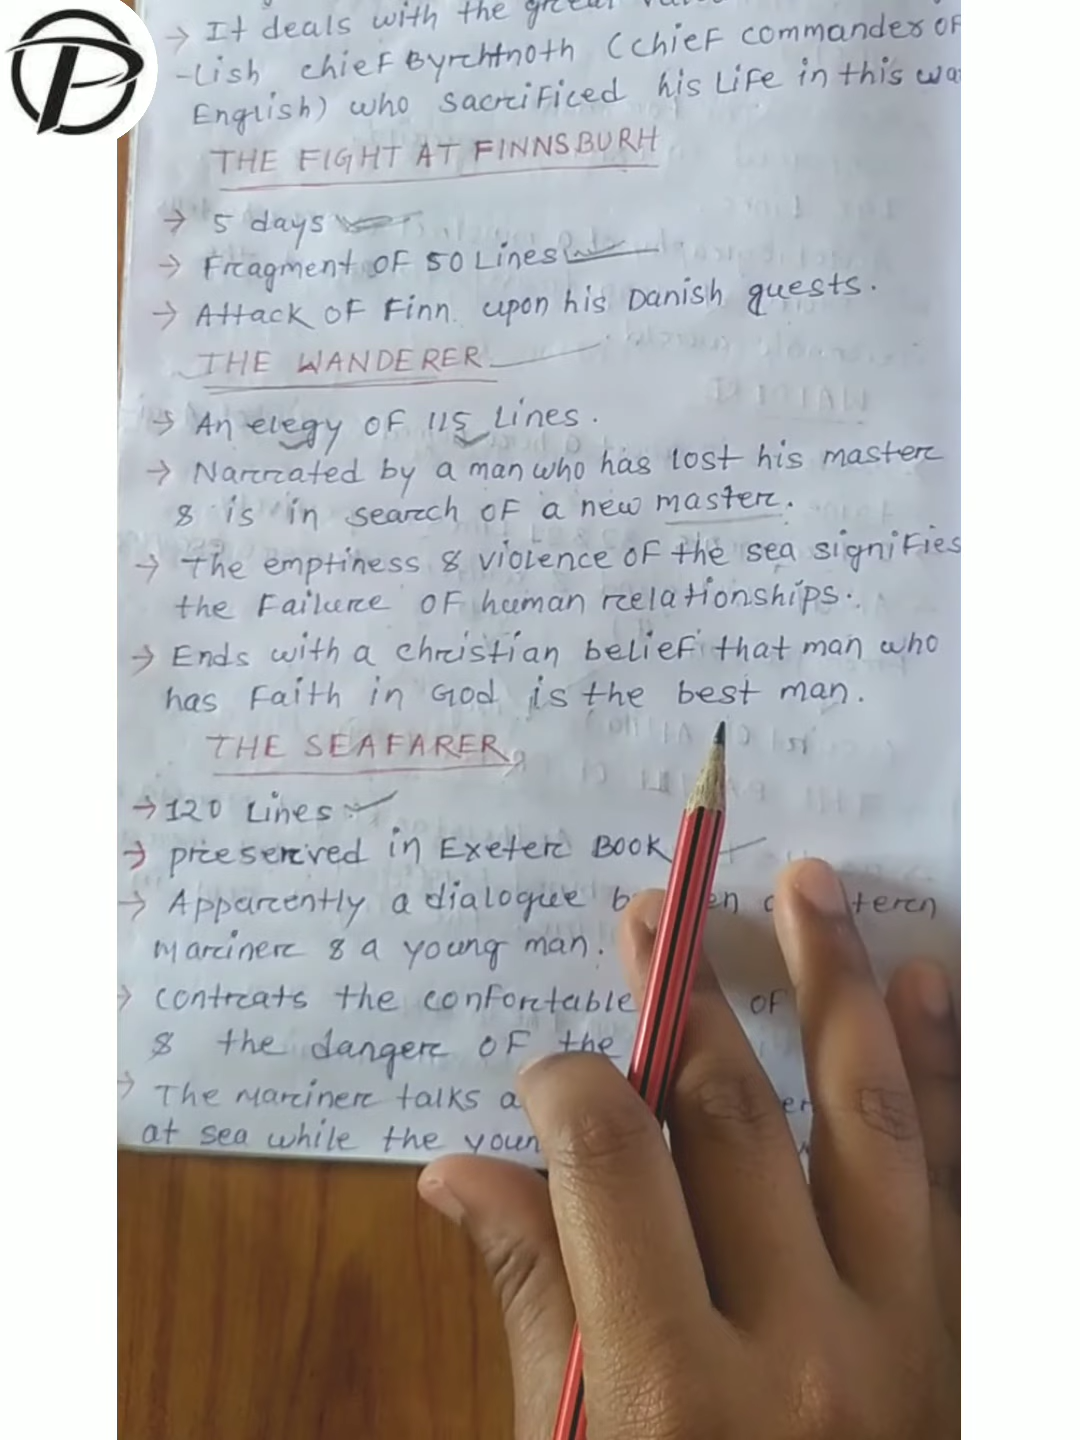 → It deals with the great
-lish chief Byrchtnoth (chief commander of
English) who sacrificed his life in this wa
THE FIGHT AT FINNSBURH
→ 5 days
→ Fragment of 50 Lines
→ Attack of Finn upon his Danish guests.
THE WANDERER
→ An elegy of 115 Lines.
→ Narrated by a man who has lost his master
& is in search of a new master.
→ The emptiness & violence of the sea signifies
the failure of human relationships.
→ Ends with a christian belief that man who
has faith in God is the best man.
THE SEAFARER
→ 120 Lines
→ preserved in Exeter BOOK
→ Apparently a dialogue
Mariner & a young man.
→ contrats the confortable of
& the danger of the
→ The Mariner talks
at sea while the youn